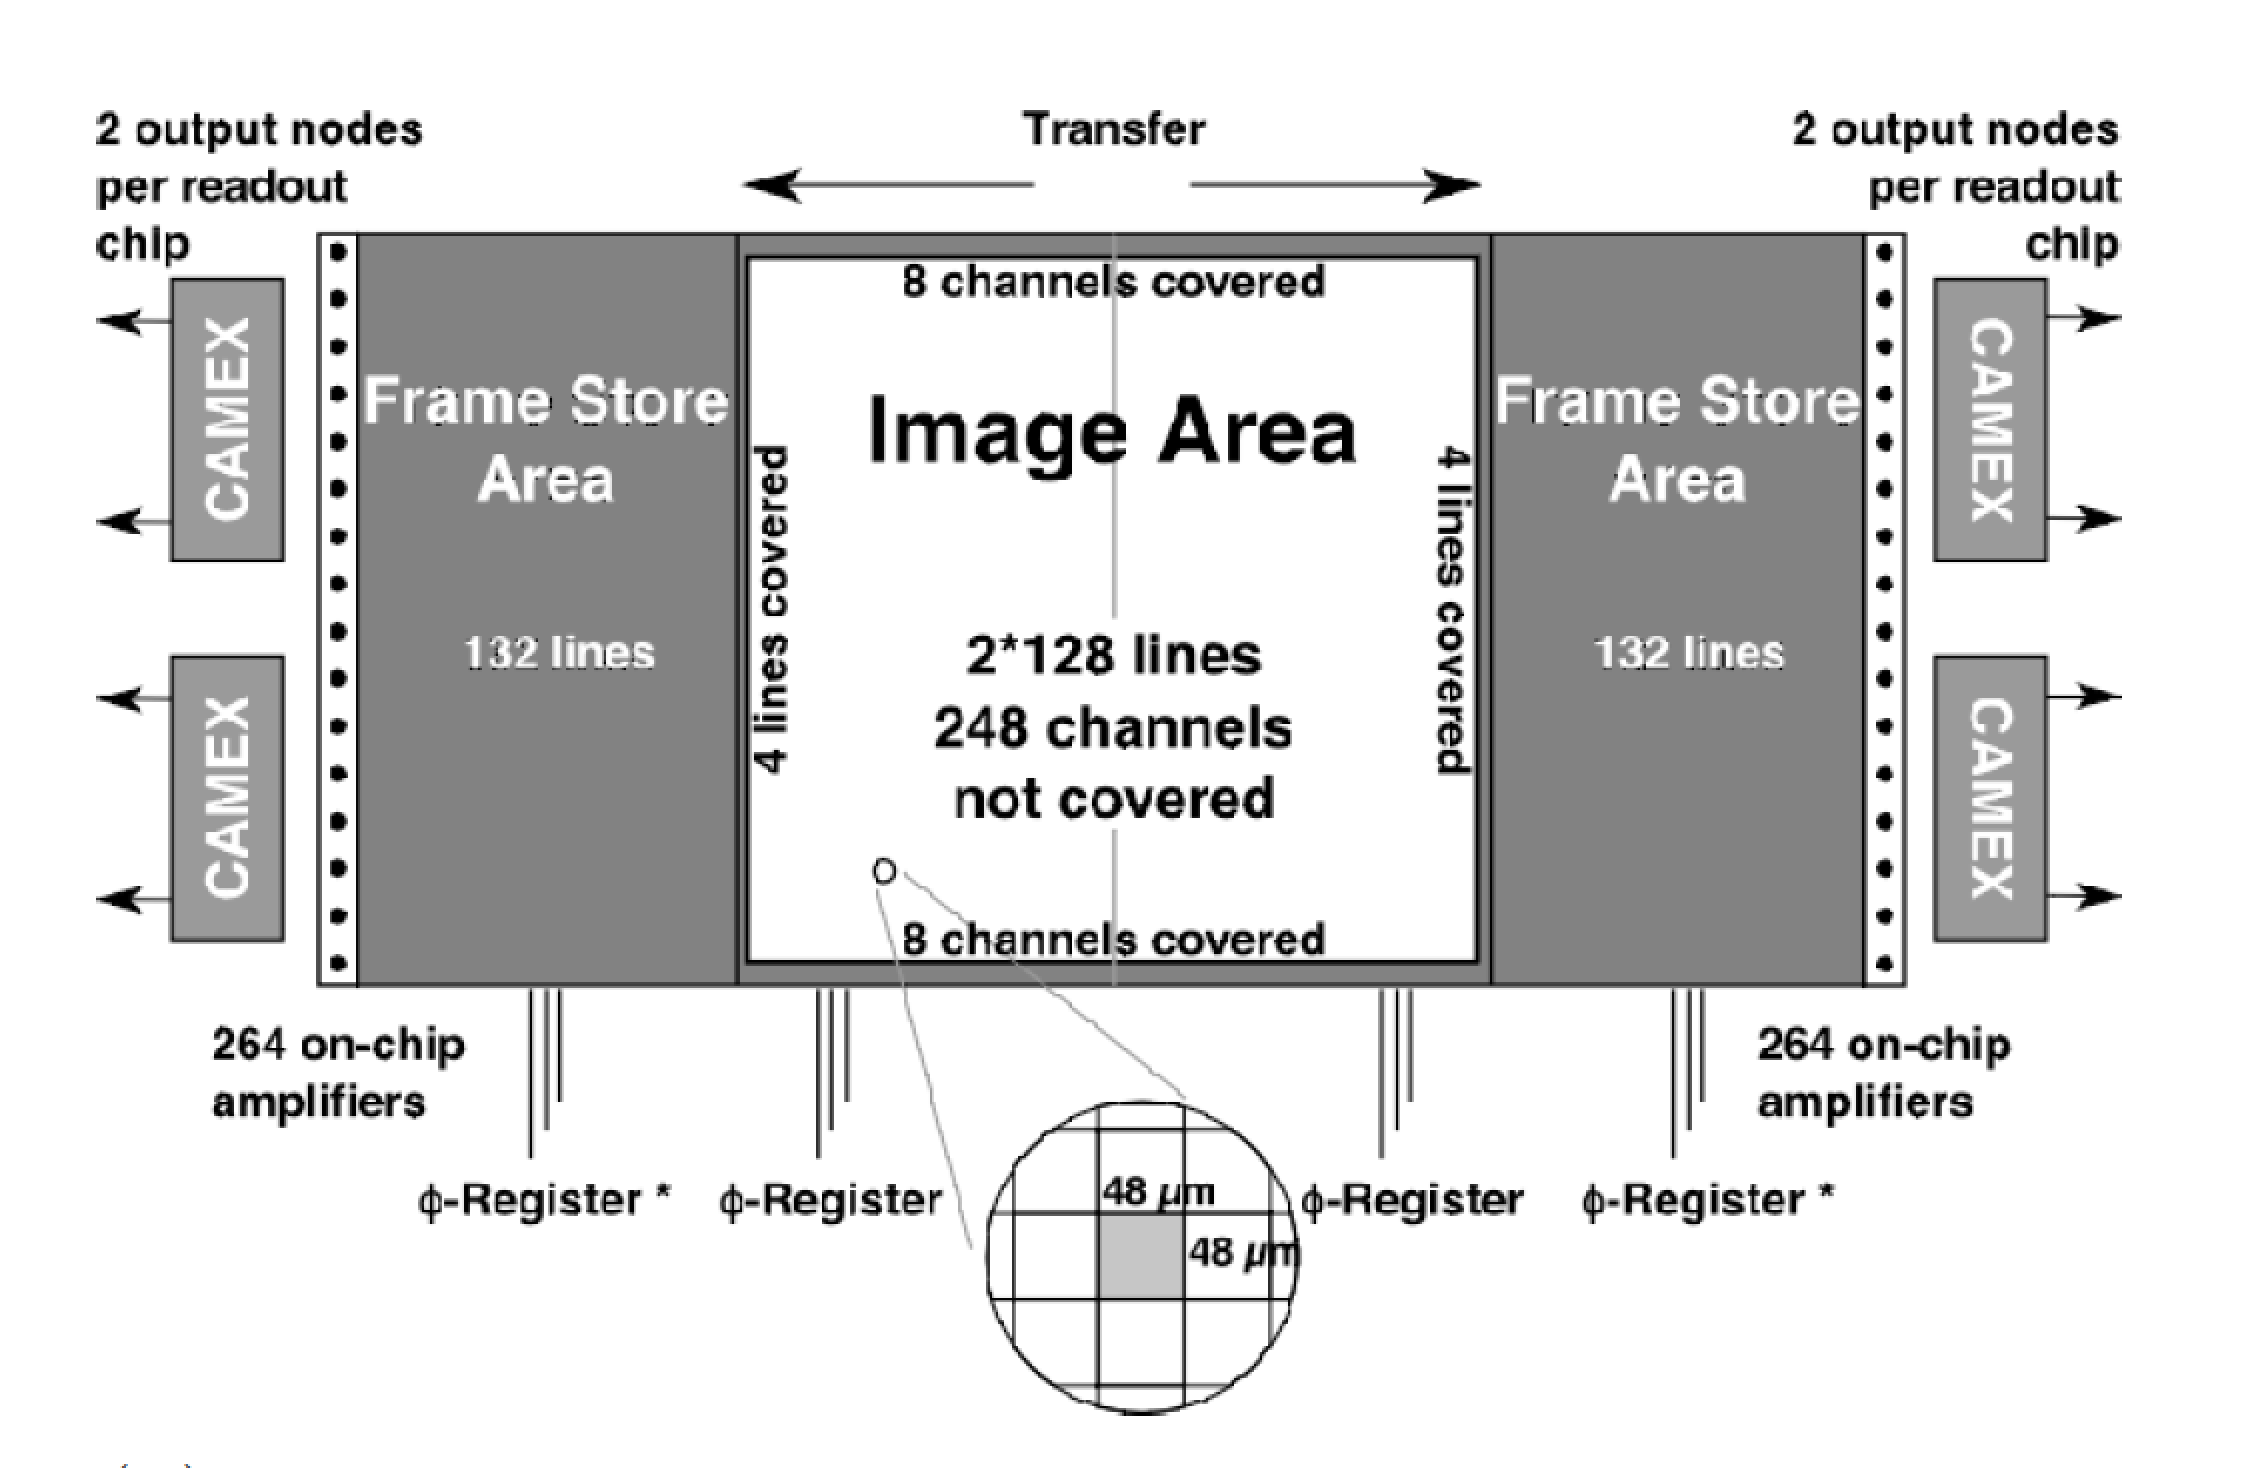 2 output nodes
per readout
chip
Transfer
2 output nodes
per readout
chip
CAMEX
CAMEX
Frame Store
Area
132 lines
8 channels covered
Image Area
4 lines covered
4 lines covered
2*128 lines
248 channels
not covered
8 channels covered
Frame Store
Area
132 lines
CAMEX
CAMEX
264 on-chip
amplifiers
264 on-chip
amplifiers
ϕ-Register *
ϕ-Register
48 µm
48 µm
ϕ-Register
ϕ-Register *